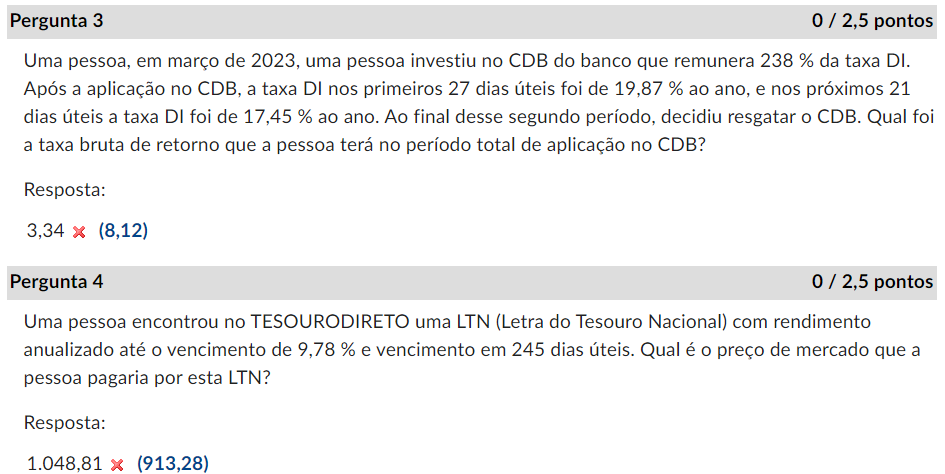 Pergunta 3 0 / 2,5 pontos
Uma pessoa, em março de 2023, uma pessoa investiu no CDB do banco que remunera 238 % da taxa DI.
Após a aplicação no CDB, a taxa DI nos primeiros 27 dias úteis foi de 19,87 % ao ano, e nos próximos 21
dias úteis a taxa DI foi de 17,45 % ao ano. Ao final desse segundo período, decidiu resgatar o CDB. Qual foi
a taxa bruta de retorno que a pessoa terá no período total de aplicação no CDB?
Resposta:
3,34 ✖ (8,12)
Pergunta 4 0 / 2,5 pontos
Uma pessoa encontrou no TESOURODIRETO uma LTN (Letra do Tesouro Nacional) com rendimento
anualizado até o vencimento de 9,78 % e vencimento em 245 dias úteis. Qual é o preço de mercado que a
pessoa pagaria por esta LTN?
Resposta:
1.048,81 ✖ (913,28)